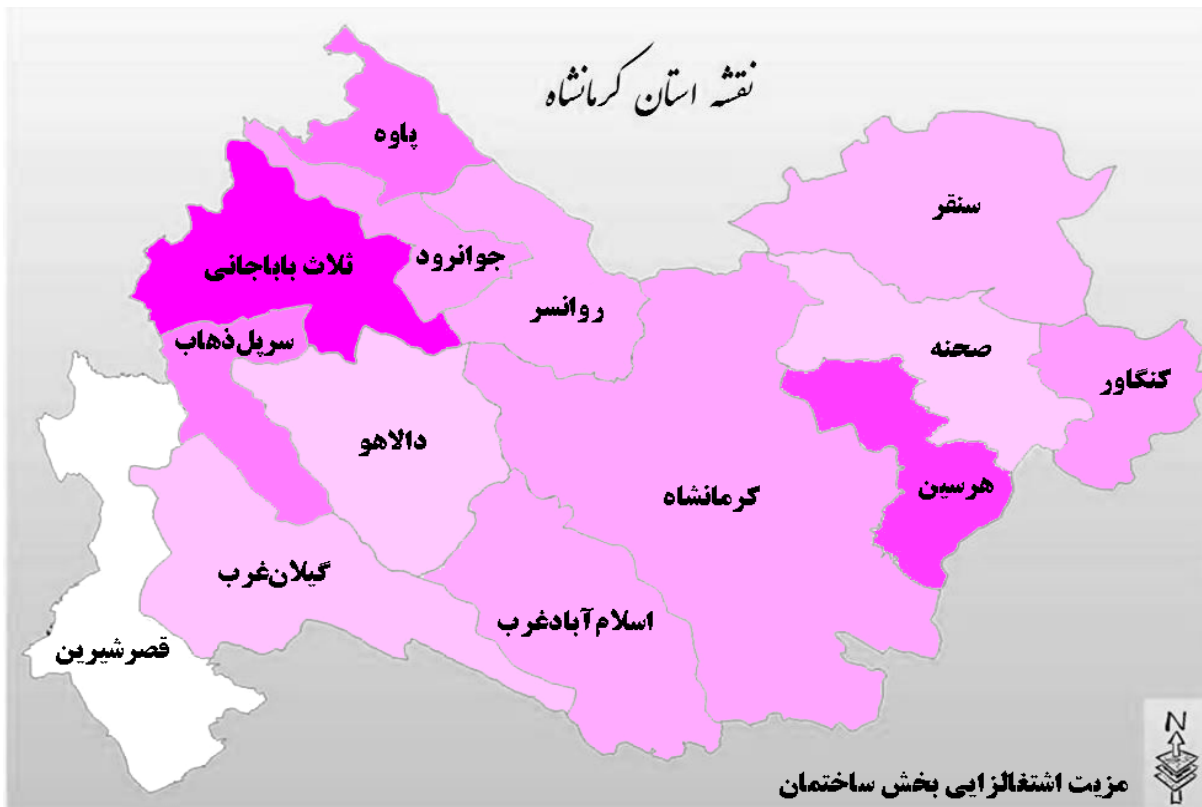 نقشه استان کرمانشاه
پاوه
سنقر
ثلاث باباجانی
جوانرود
روانسر
سرپل‌ذهاب
صحنه
کنگاور
دالاهو
هرسین
کرمانشاه
گیلان‌غرب
اسلام‌آبادغرب
قصرشیرین
N
مزیت اشتغالزایی بخش ساختمان